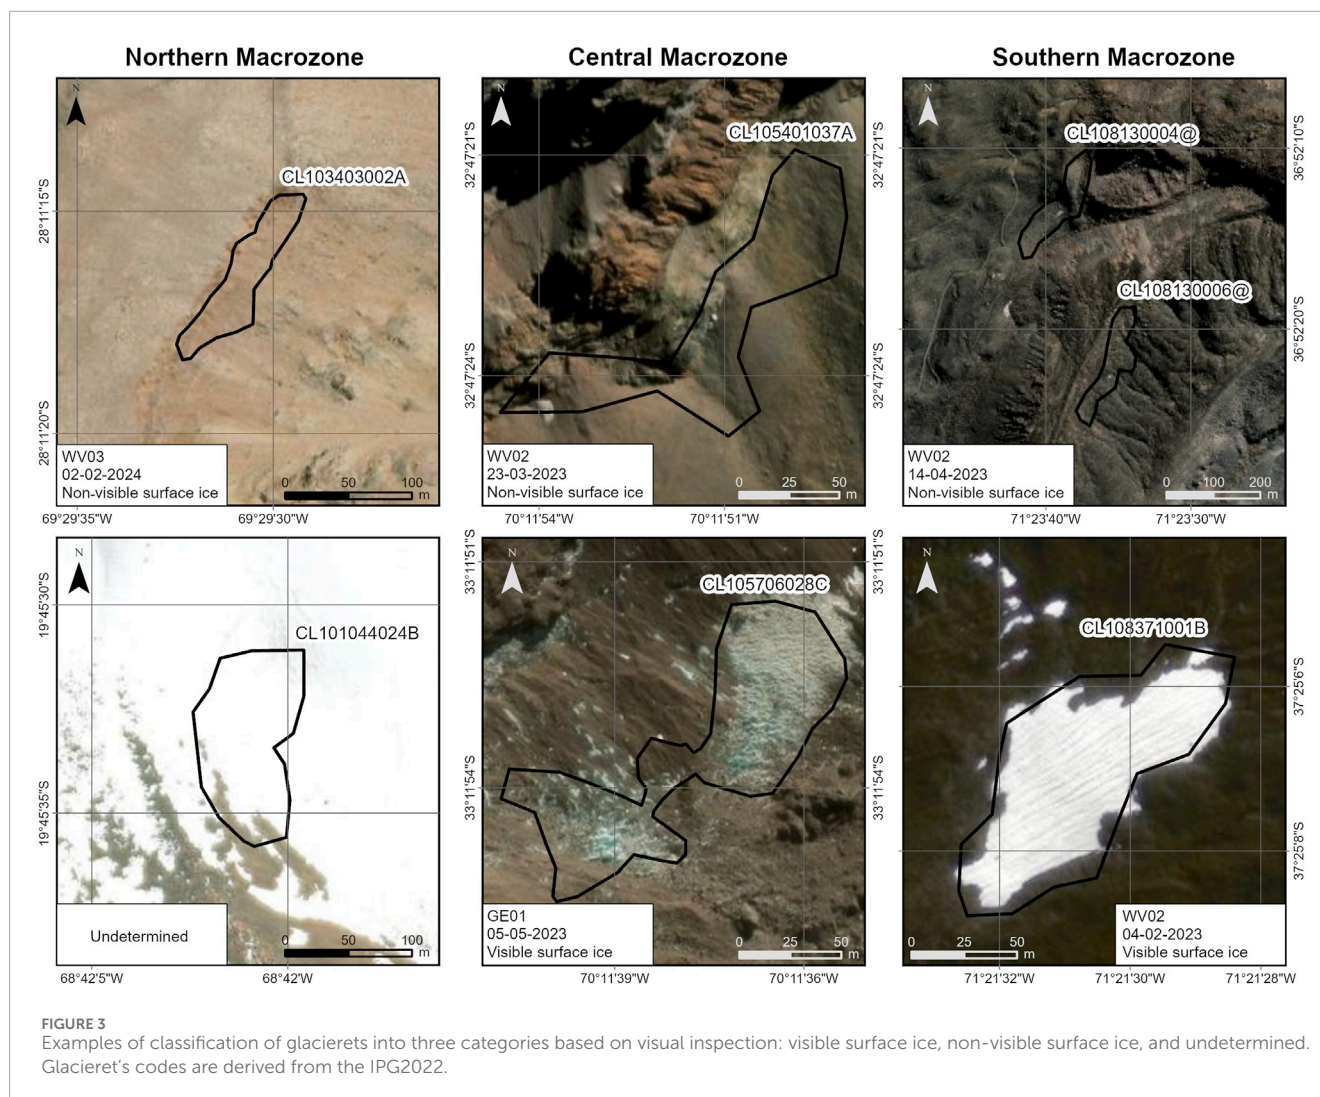 Northern Macrozone
Central Macrozone
Southern Macrozone
N
CL103403002A
28°11'15"S
28°11'20"S
WV03
02-02-2024
Non-visible surface ice
0 50 100
m
69°29'35"W 69°29'30"W
N
CL105401037A
32°47'21"S
32°47'24"S
32°47'21"S
32°47'24"S
WV02
23-03-2023
Non-visible surface ice
0 25 50
m
70°11'54"W 70°11'51"W
N
CL108130004@
CL108130006@
36°52'10"S
36°52'20"S
WV02
14-04-2023
Non-visible surface ice
0 100 200
m
71°23'40"W 71°23'30"W
N
CL101044024B
19°45'30"S
19°45'35"S
Undetermined
0 50 100
m
68°42'5"W 68°42'W
N
CL105706028C
33°11'51"S
33°11'54"S
33°11'51"S
33°11'54"S
GE01
05-05-2023
Visible surface ice
0 25 50
m
70°11'39"W 70°11'36"W
N
CL108371001B
37°25'6"S
37°25'8"S
0 25 50
m
WV02
04-02-2023
Visible surface ice
71°21'32"W 71°21'30"W 71°21'28"W
FIGURE 3
Examples of classification of glacierets into three categories based on visual inspection: visible surface ice, non-visible surface ice, and undetermined.
Glacieret's codes are derived from the IPG2022.